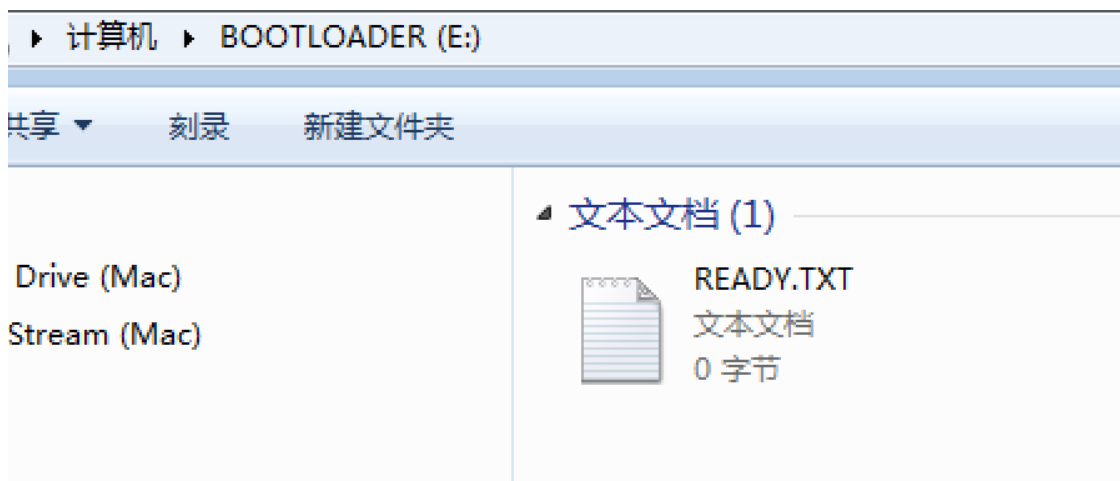 计算机 BOOTLOADER (E:)
共享 刻录 新建文件夹
文本文档 (1)
Drive (Mac)
Stream (Mac)
READY.TXT
文本文档
0 字节